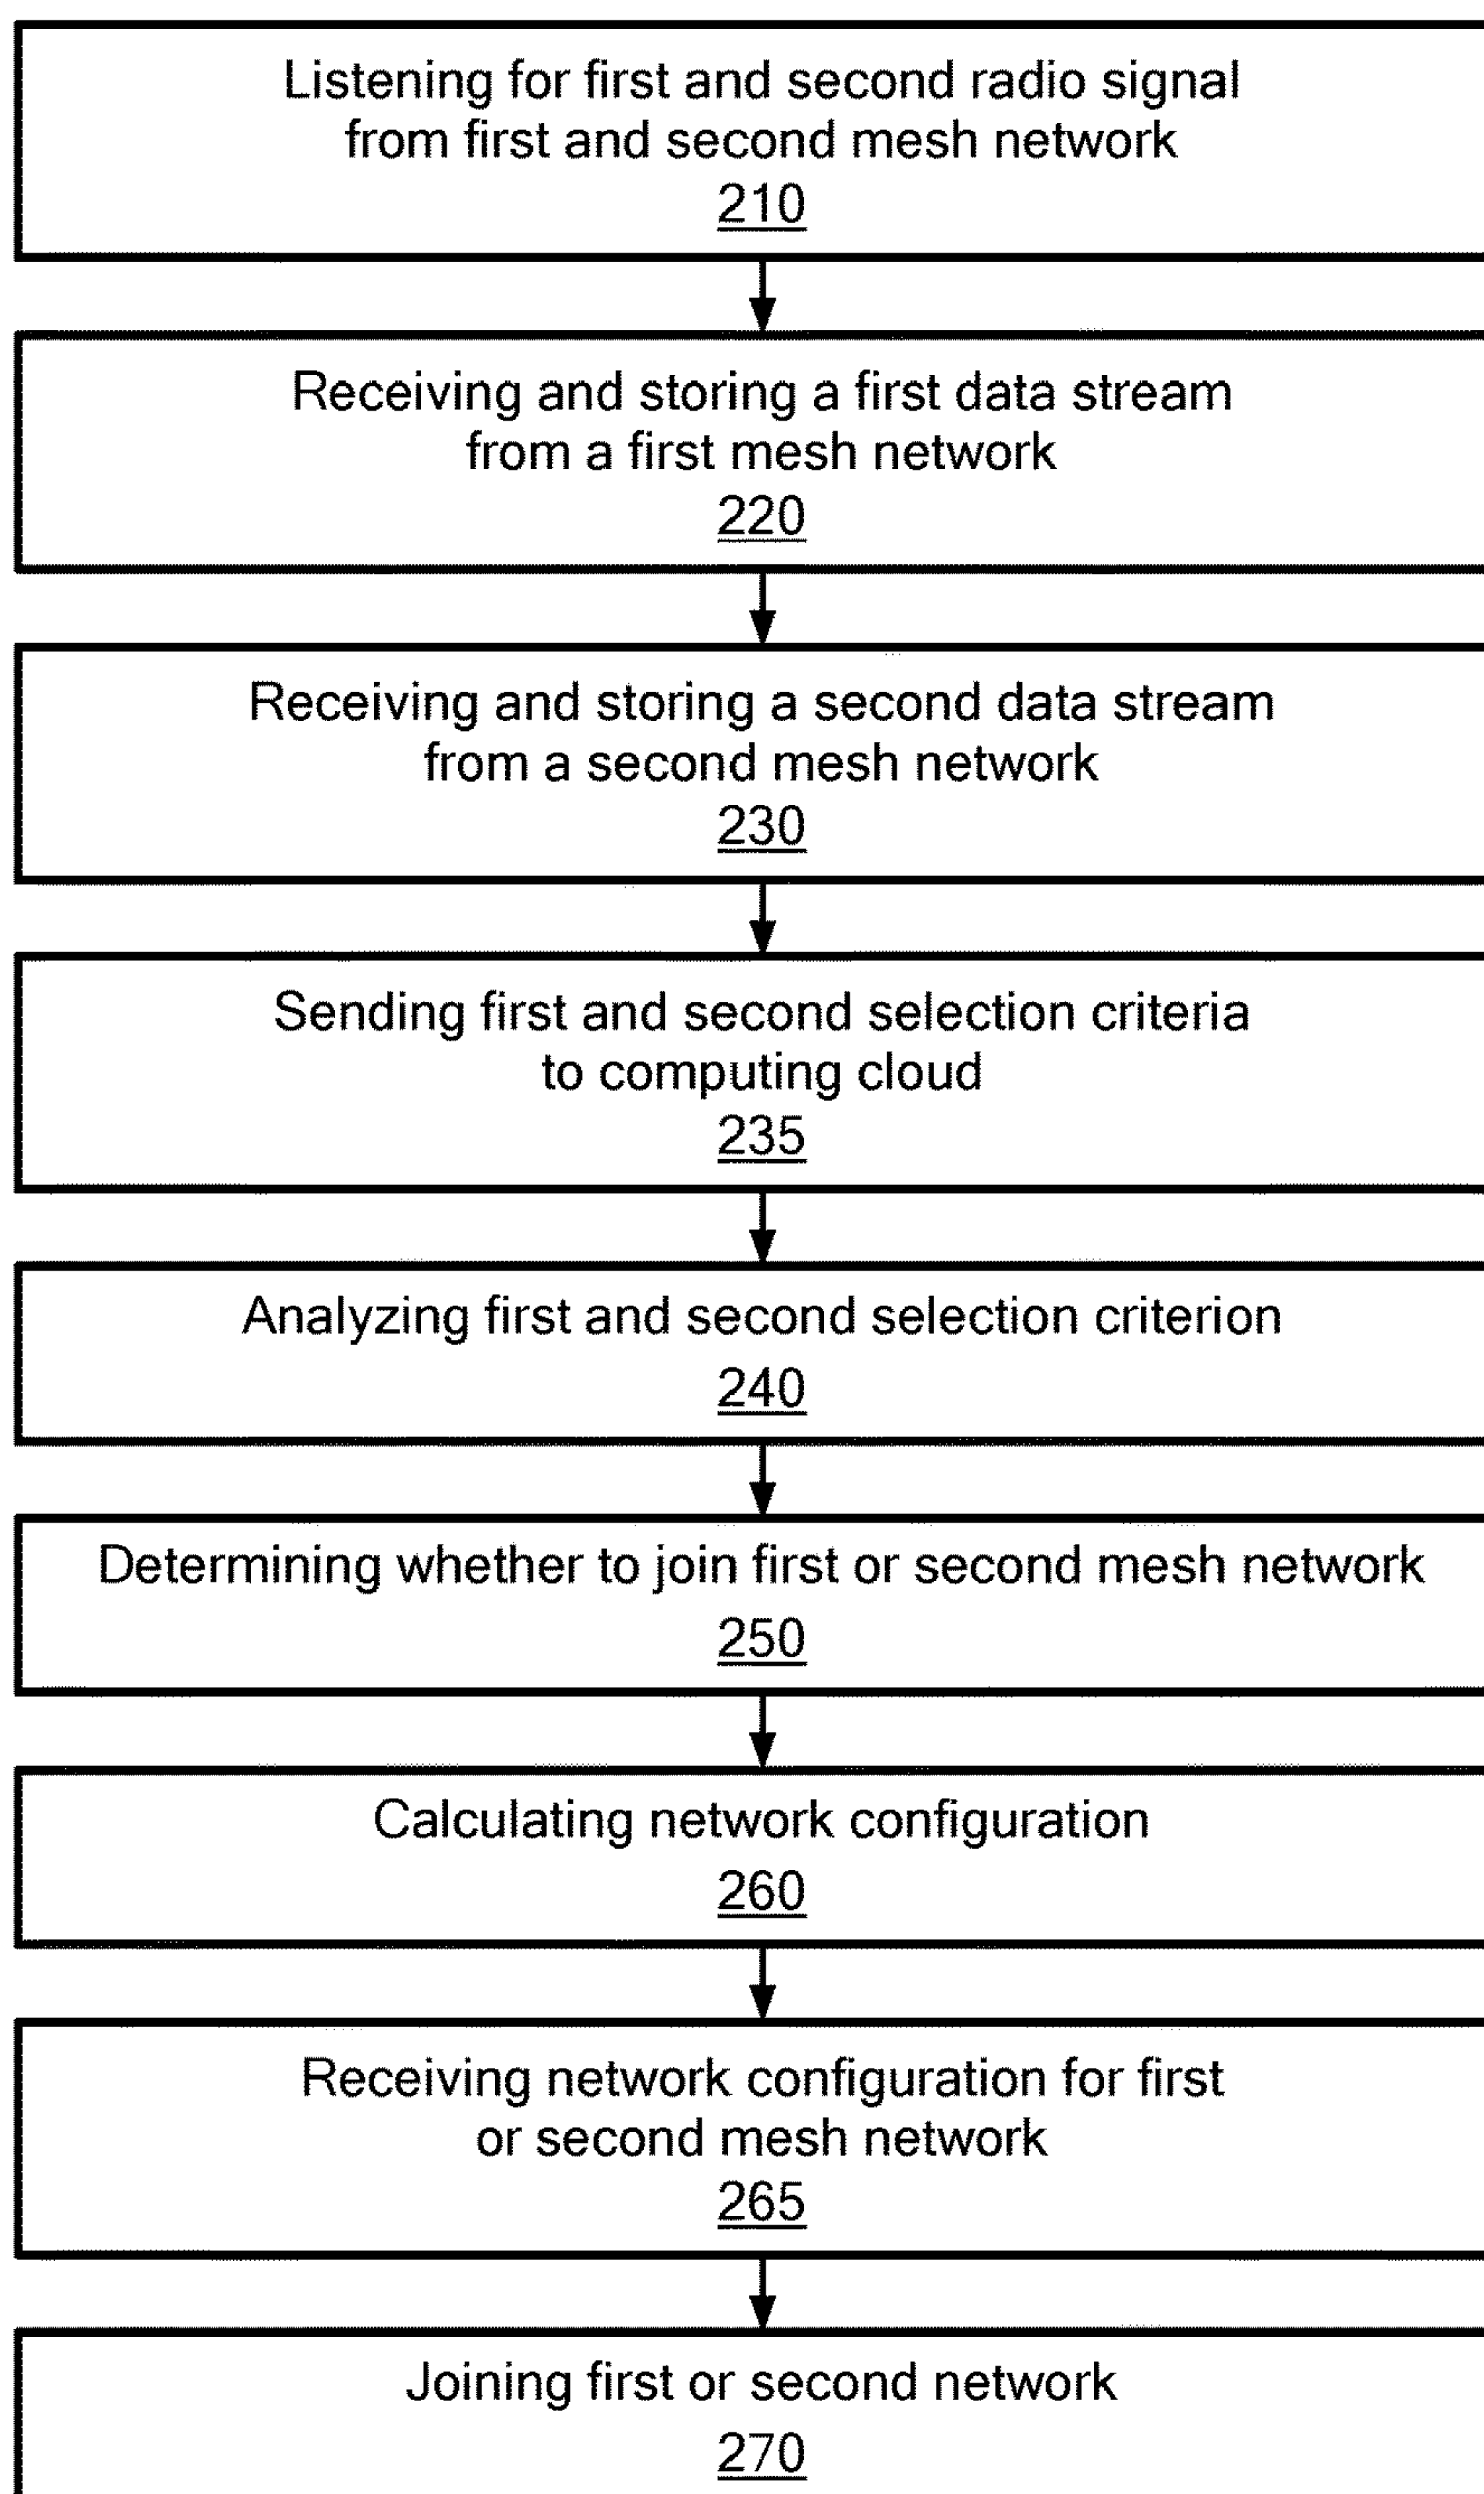 Listening for first and second radio signal
from first and second mesh network
210
Receiving and storing a first data stream
from a first mesh network
220
Receiving and storing a second data stream
from a second mesh network
230
Sending first and second selection criteria
to computing cloud
235
Analyzing first and second selection criterion
240
Determining whether to join first or second mesh network
250
Calculating network configuration
260
Receiving network configuration for first
or second mesh network
265
Joining first or second network
270